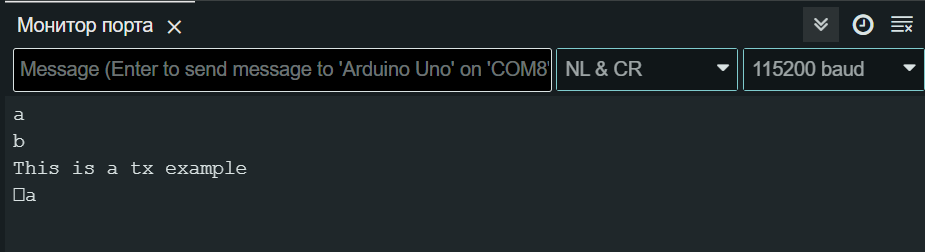 Монитор порта
Message (Enter to send message to 'Arduino Uno' on 'COM8'
NL & CR
115200 baud
a
b
This is a tx example
□a